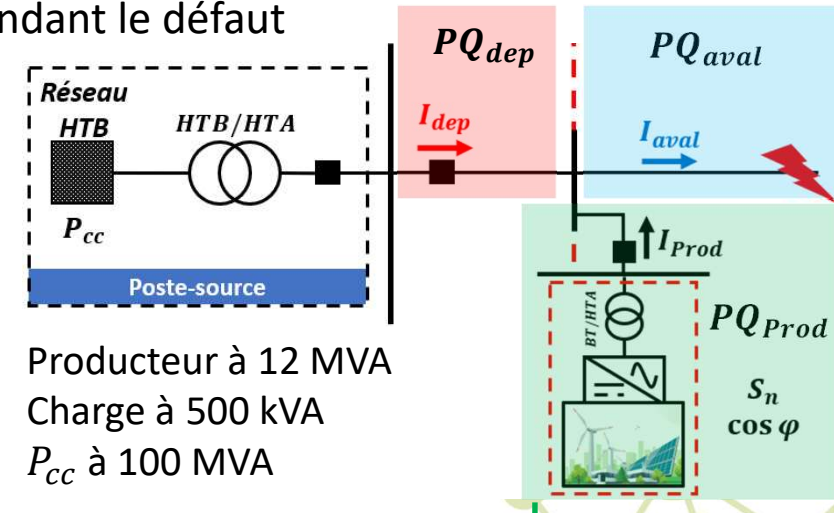 ndant le défaut
PQ_dep
PQ_aval
Réseau
HTB
HTB/HTA
I_dep
I_aval
P_cc
I_Prod
Poste-source
BT/HTA
PQ_Prod
S_n
cos φ
Producteur à 12 MVA
Charge à 500 kVA
P_cc à 100 MVA